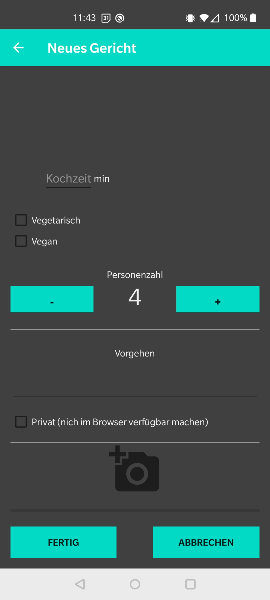 11:43 31 100%
Neues Gericht
Kochzeit min
Vegetarisch
Vegan
Personenzahl
- 4 +
Vorgehen
Privat (nich im Browser verfügbar machen)
FERTIG ABBRECHEN